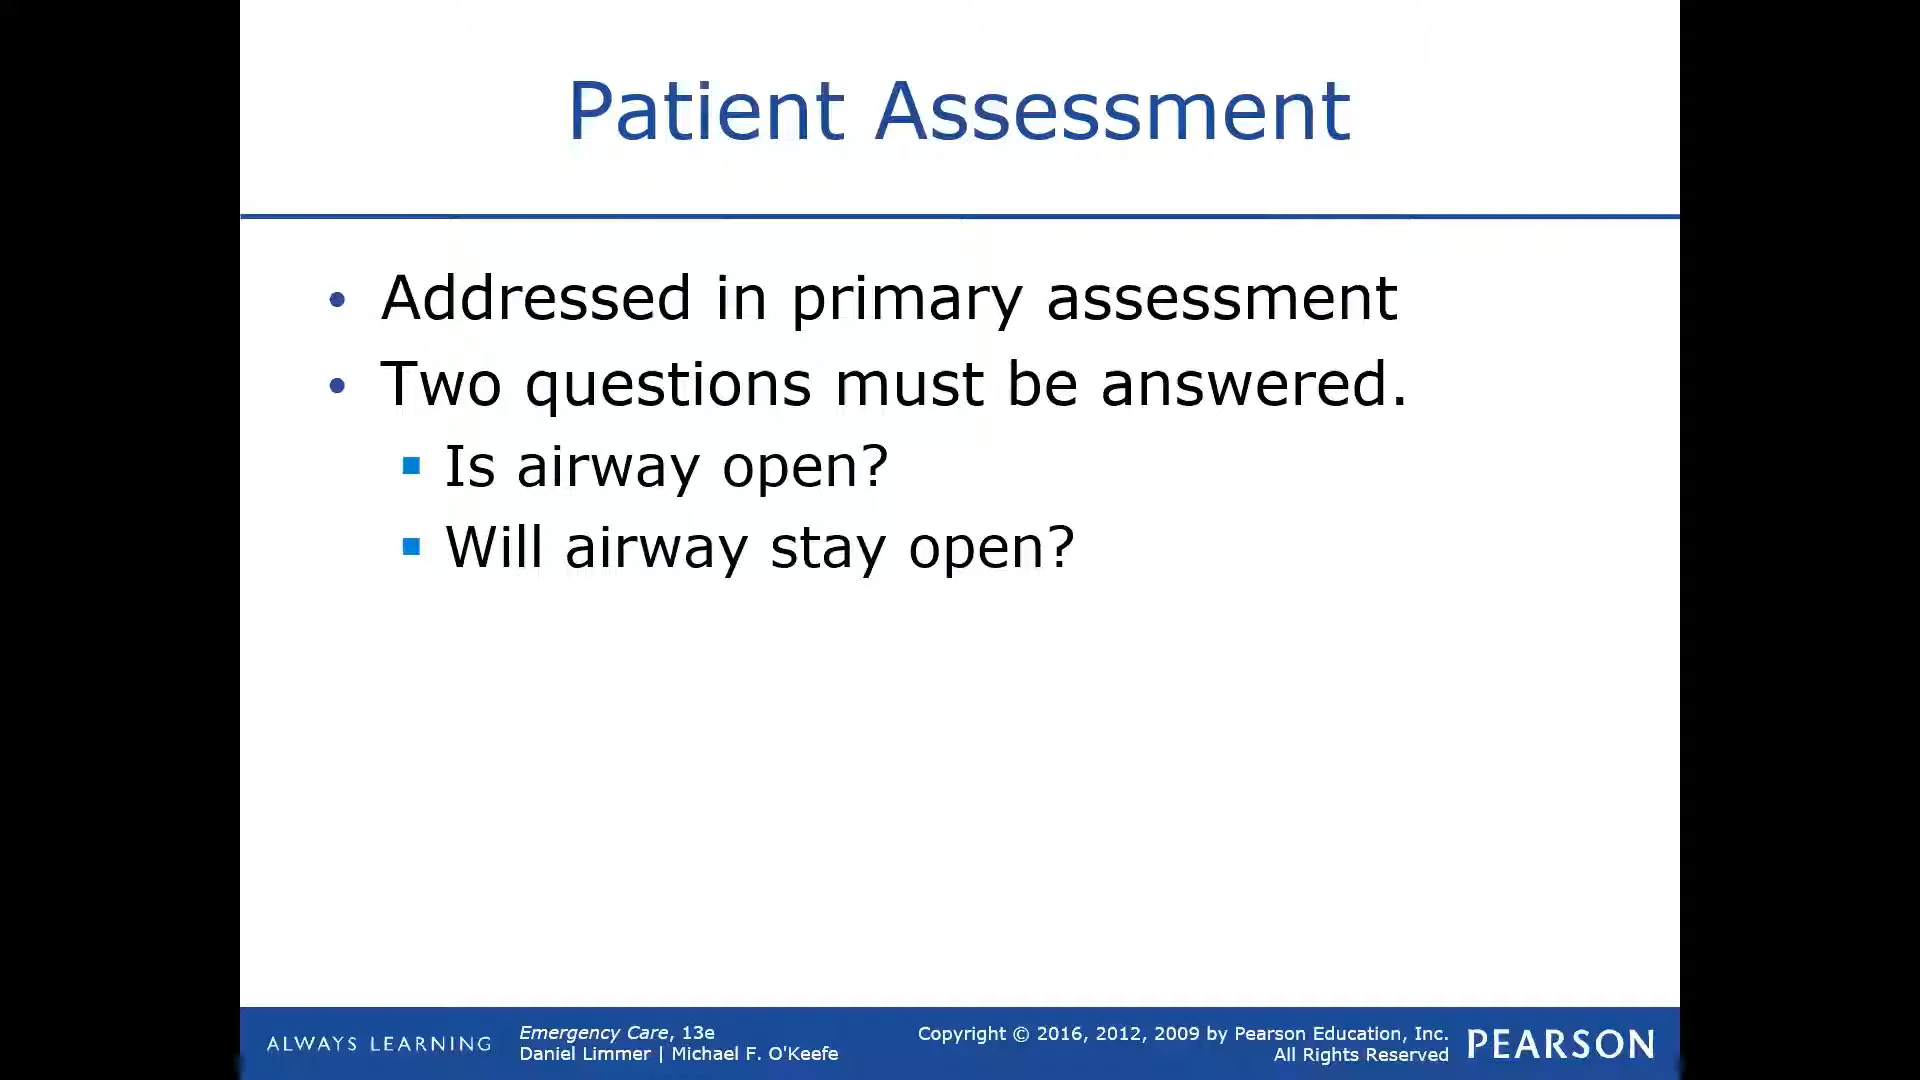 Patient Assessment
• Addressed in primary assessment
• Two questions must be answered.
▪ Is airway open?
▪ Will airway stay open?
ALWAYS LEARNING
Emergency Care, 13e
Daniel Limmer | Michael F. O'Keefe
Copyright © 2016, 2012, 2009 by Pearson Education, Inc.
All Rights Reserved
PEARSON